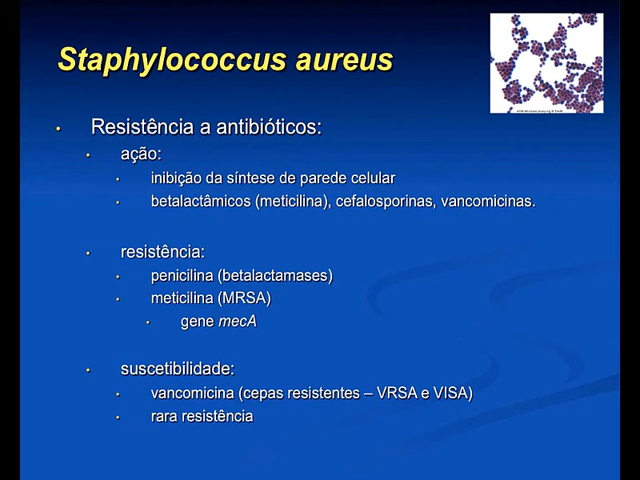 Staphylococcus aureus
• Resistência a antibióticos:
• ação:
• inibição da síntese de parede celular
• betalactâmicos (meticilina), cefalosporinas, vancomicinas.
• resistência:
• penicilina (betalactamases)
• meticilina (MRSA)
• gene mecA
• suscetibilidade:
• vancomicina (cepas resistentes – VRSA e VISA)
• rara resistência